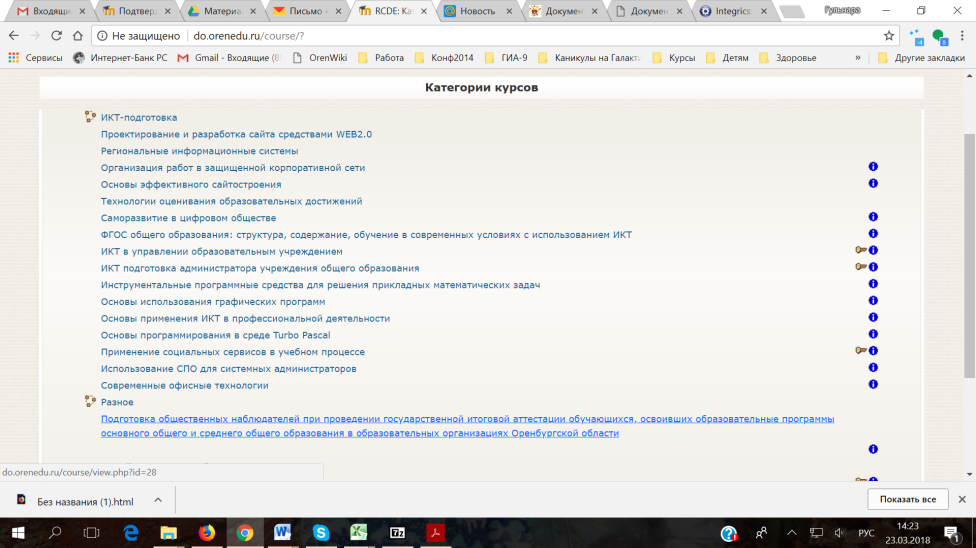 Входящи
Подтверд
Материа
Письмо -
RCDE: Ка
Новость
Докумен
Докумен
Integrics:
Гульнара
Не защищено do.orenedu.ru/course/?
-4
6
Сервисы Интернет-Банк РС Gmail - Входящие (В OrenWiki Работа Конф2014 ГИА-9 Каникулы на Галакти Курсы Детям Здоровье » Другие закладки
Категории курсов
ИКТ-подготовка
Проектирование и разработка сайта средствами WEB2.0
Региональные информационные системы
Организация работ в защищенной корпоративной сети
Основы эффективного сайтостроения
Технологии оценивания образовательных достижений
Саморазвитие в цифровом обществе
ФГОС общего образования: структура, содержание, обучение в современных условиях с использованием ИКТ
ИКТ в управлении образовательным учреждением
ИКТ подготовка администратора учреждения общего образования
Инструментальные программные средства для решения прикладных математических задач
Основы использования графических программ
Основы применения ИКТ в профессиональной деятельности
Основы программирования в среде Turbo Pascal
Применение социальных сервисов в учебном процессе
Использование СПО для системных администраторов
Современные офисные технологии
Разное
Подготовка общественных наблюдателей при проведении государственной итоговой аттестации обучающихся, освоивших образовательные программы
основного общего и среднего общего образования в образовательных организациях Оренбургской области
do.orenedu.ru/course/view.php?id=28
Без названия (1).html
Показать все
7z
РУС
14:23
23.03.2018
1